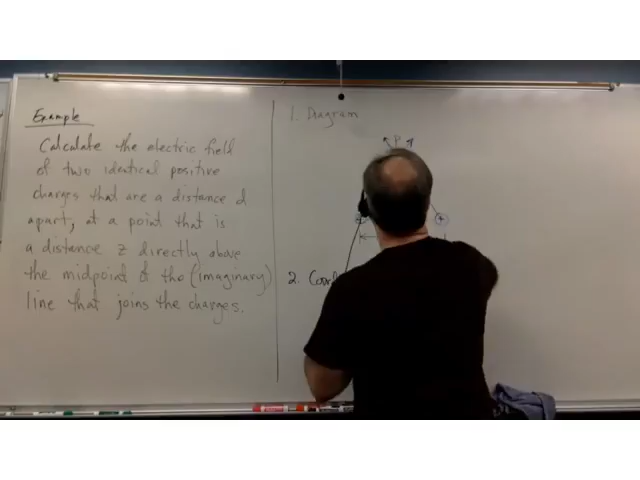 Example
Calculate the electric field
of two identical positive
charges that are a distance d
apart, at a point that is
a distance z directly above
the midpoint of the (imaginary)
line that joins the charges.
1. Diagram
P
+
2.